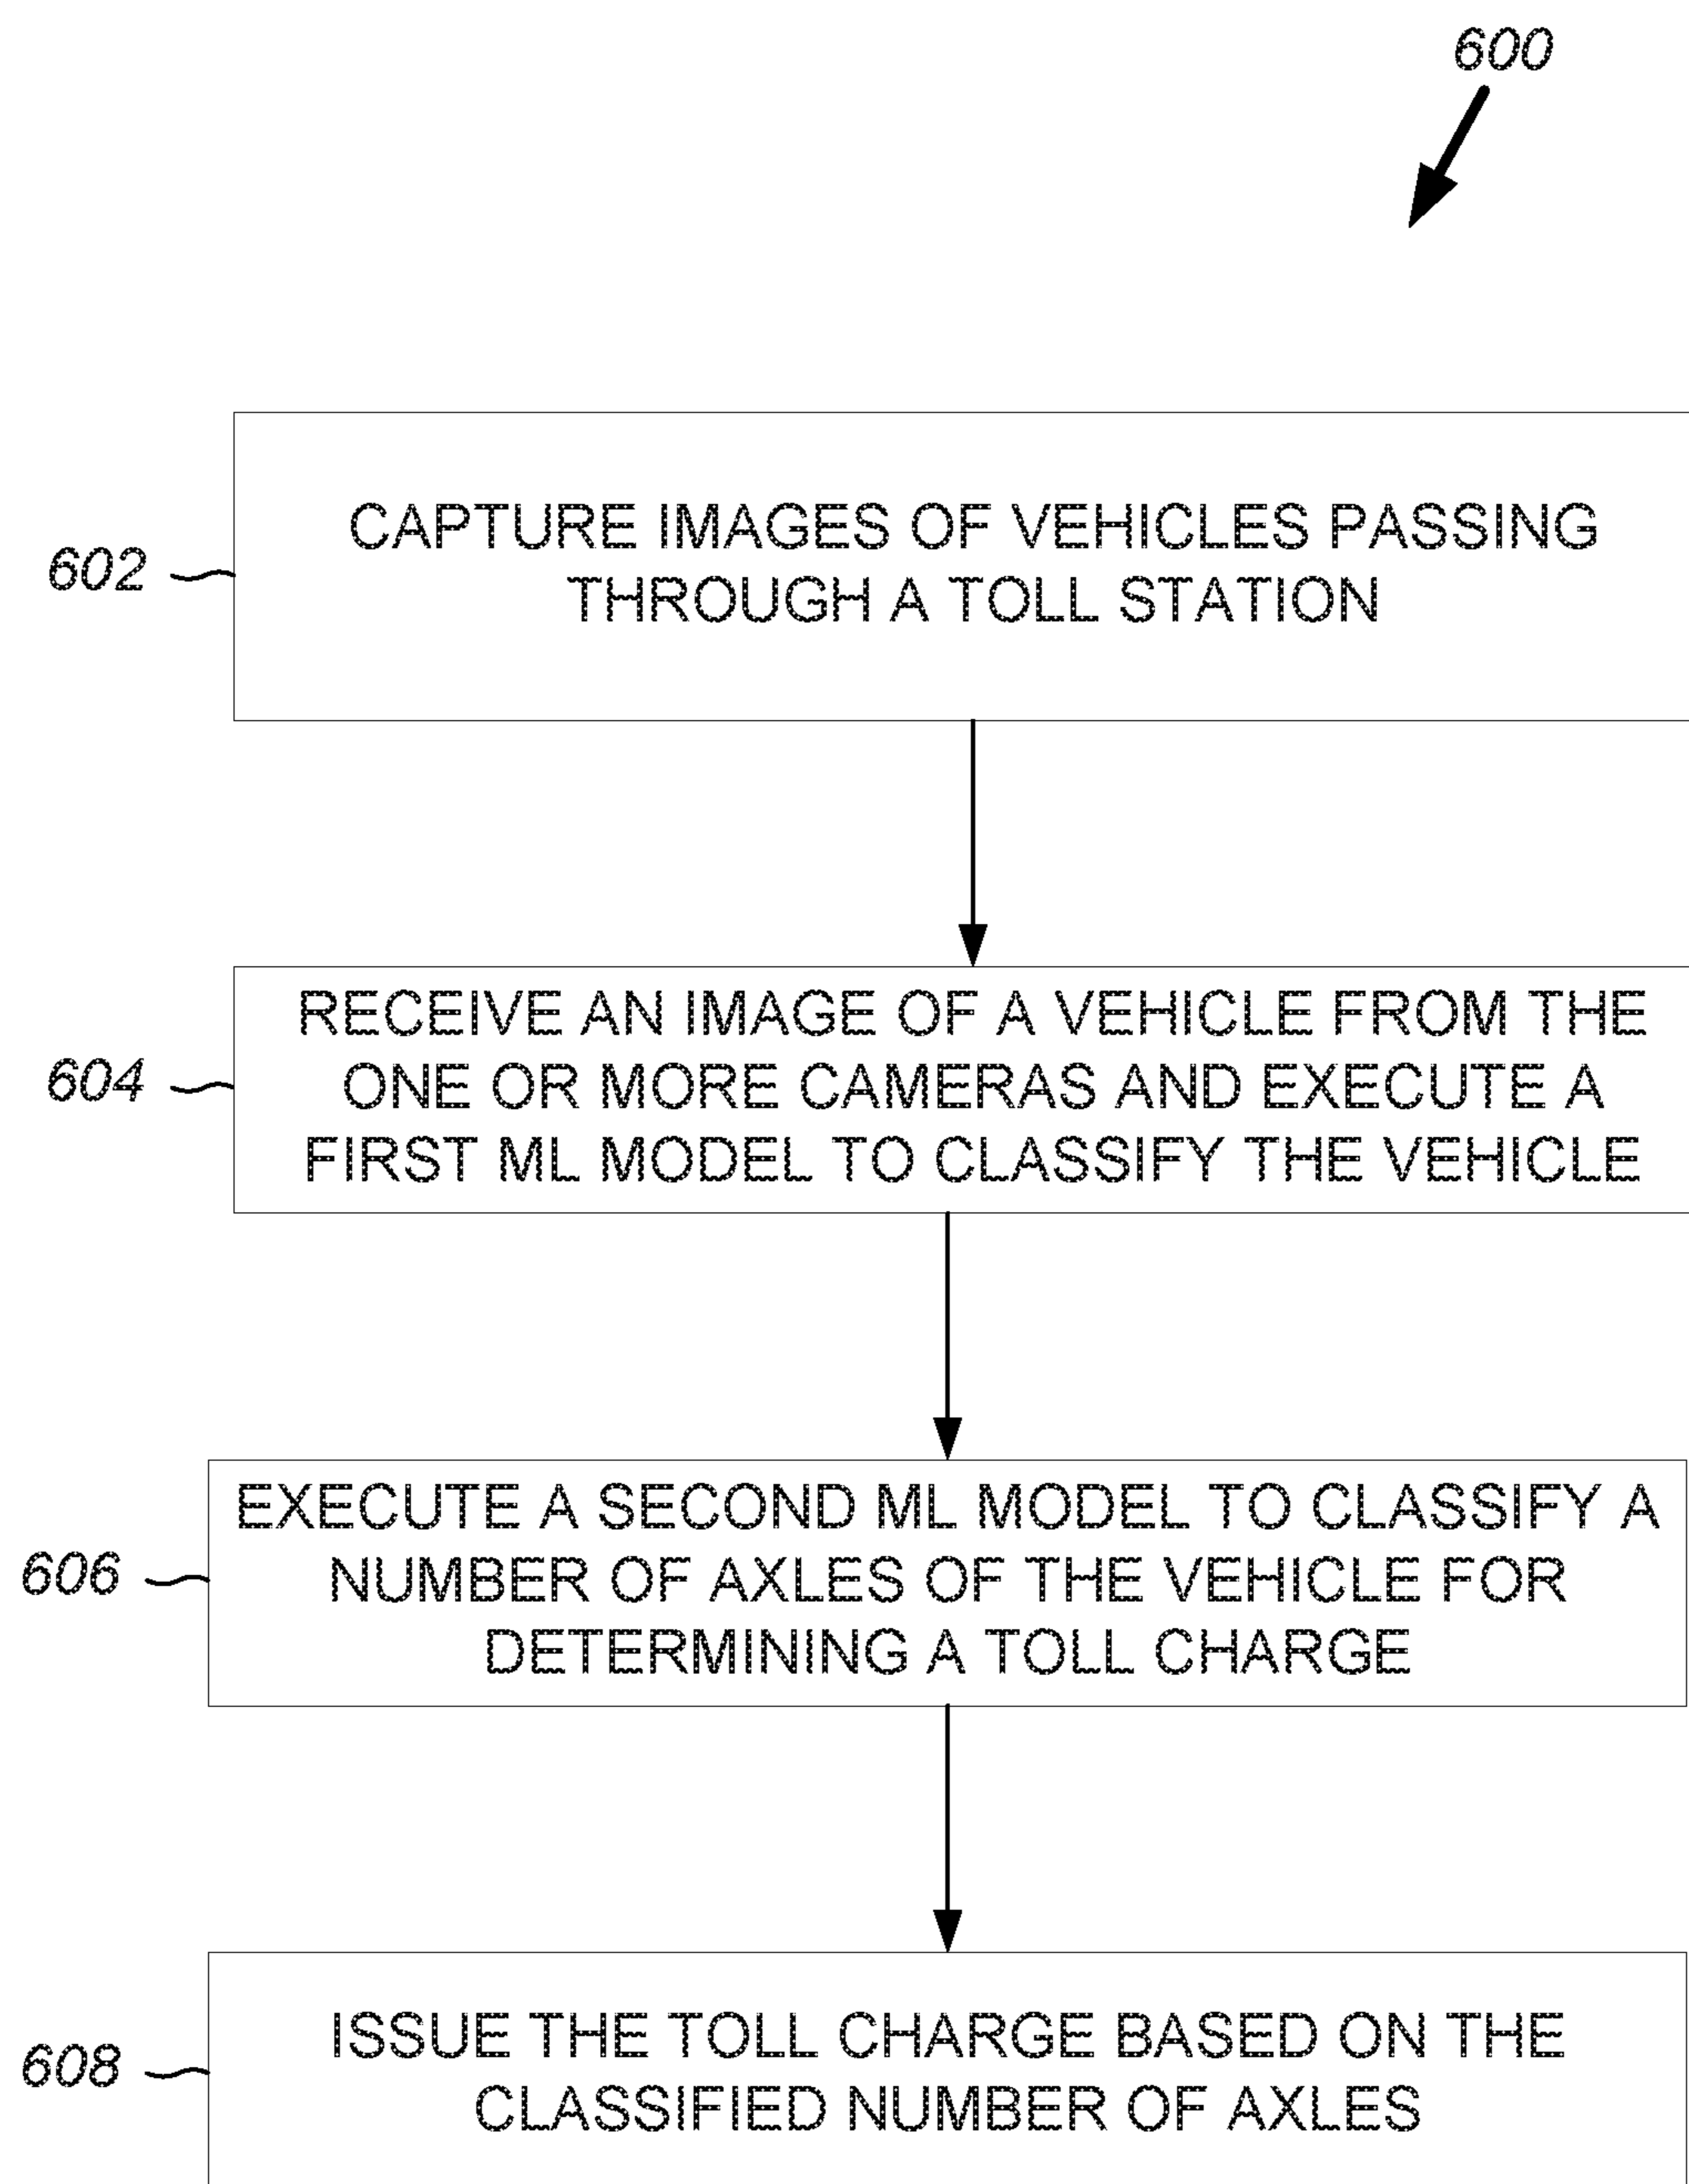 600
602
CAPTURE IMAGES OF VEHICLES PASSING
THROUGH A TOLL STATION
604
RECEIVE AN IMAGE OF A VEHICLE FROM THE
ONE OR MORE CAMERAS AND EXECUTE A
FIRST ML MODEL TO CLASSIFY THE VEHICLE
606
EXECUTE A SECOND ML MODEL TO CLASSIFY A
NUMBER OF AXLES OF THE VEHICLE FOR
DETERMINING A TOLL CHARGE
608
ISSUE THE TOLL CHARGE BASED ON THE
CLASSIFIED NUMBER OF AXLES